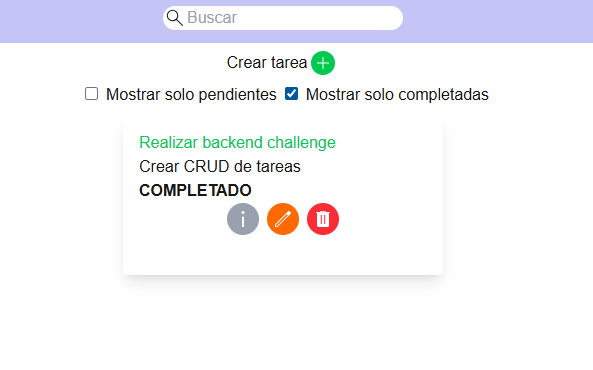 Buscar
Crear tarea
Mostrar solo pendientes Mostrar solo completadas
Realizar backend challenge
Crear CRUD de tareas
COMPLETADO